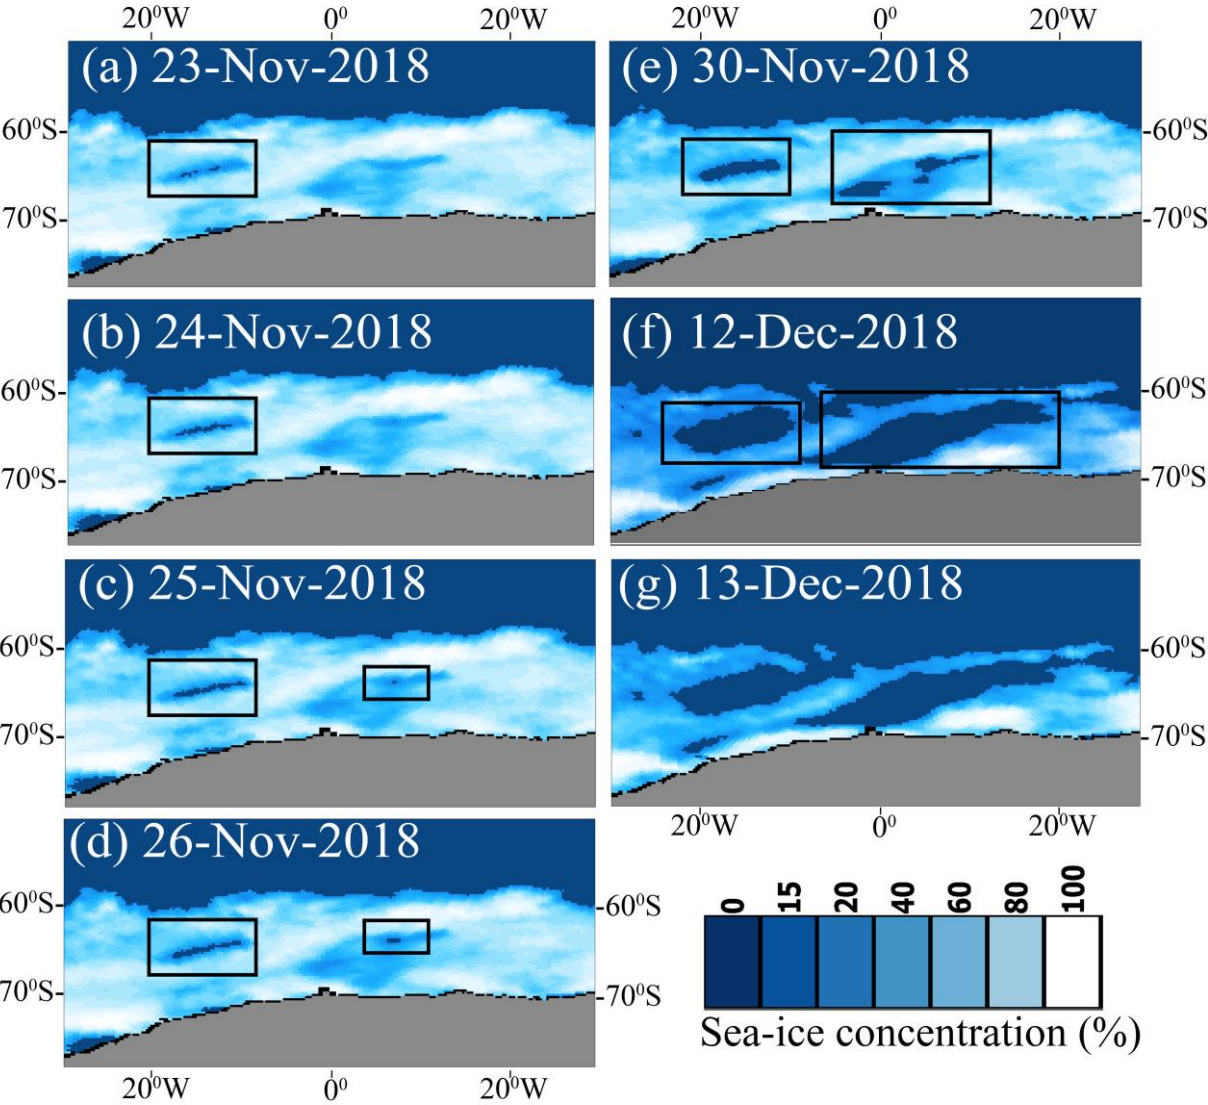 20⁰W 0⁰ 20⁰W 20⁰W 0⁰ 20⁰W
(a) 23-Nov-2018
60⁰S
70⁰S
(e) 30-Nov-2018
60⁰S
70⁰S
(b) 24-Nov-2018
60⁰S
70⁰S
(f) 12-Dec-2018
60⁰S
70⁰S
(c) 25-Nov-2018
60⁰S
70⁰S
(g) 13-Dec-2018
60⁰S
70⁰S
20⁰W 0⁰ 20⁰W
(d) 26-Nov-2018
60⁰S
70⁰S
60⁰S
70⁰S
20⁰W 0⁰ 20⁰W
0 15 20 40 60 80 100
Sea-ice concentration (%)